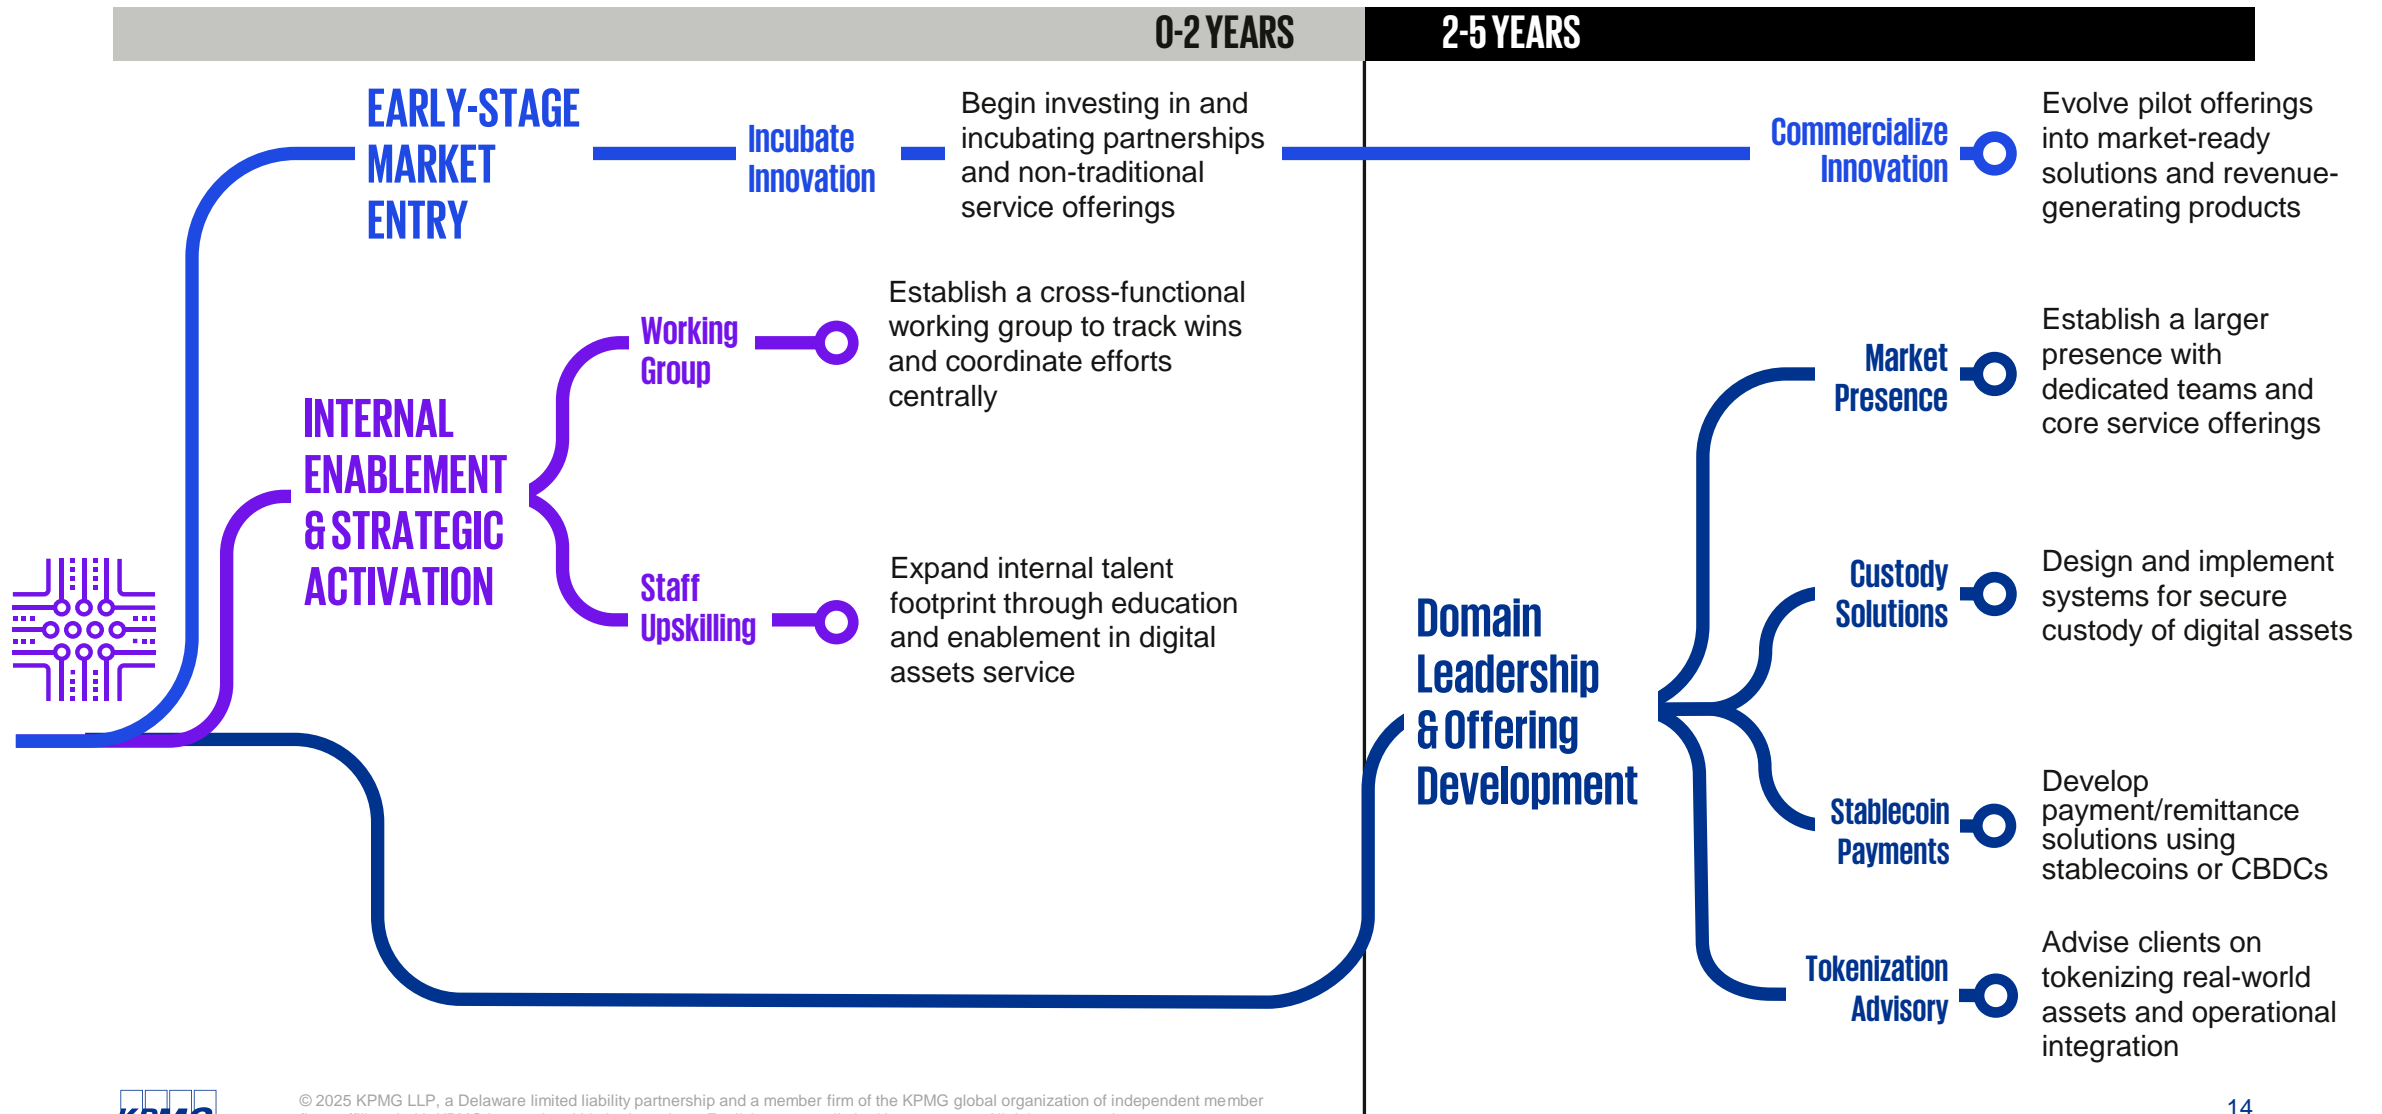 0-2 YEARS
2-5 YEARS
EARLY-STAGE
MARKET
ENTRY
Incubate
Innovation
Begin investing in and
incubating partnerships
and non-traditional
service offerings
Commercialize
Innovation
Evolve pilot offerings
into market-ready
solutions and revenue-
generating products
INTERNAL
ENABLEMENT
& STRATEGIC
ACTIVATION
Working
Group
Establish a cross-functional
working group to track wins
and coordinate efforts
centrally
Staff
Upskilling
Expand internal talent
footprint through education
and enablement in digital
assets service
Domain
Leadership
& Offering
Development
Market
Presence
Establish a larger
presence with
dedicated teams and
core service offerings
Custody
Solutions
Design and implement
systems for secure
custody of digital assets
Stablecoin
Payments
Develop
payment/remittance
solutions using
stablecoins or CBDCs
Tokenization
Advisory
Advise clients on
tokenizing real-world
assets and operational
integration
KPMG
© 2025 KPMG LLP, a Delaware limited liability partnership and a member firm of the KPMG global organization of independent member
14